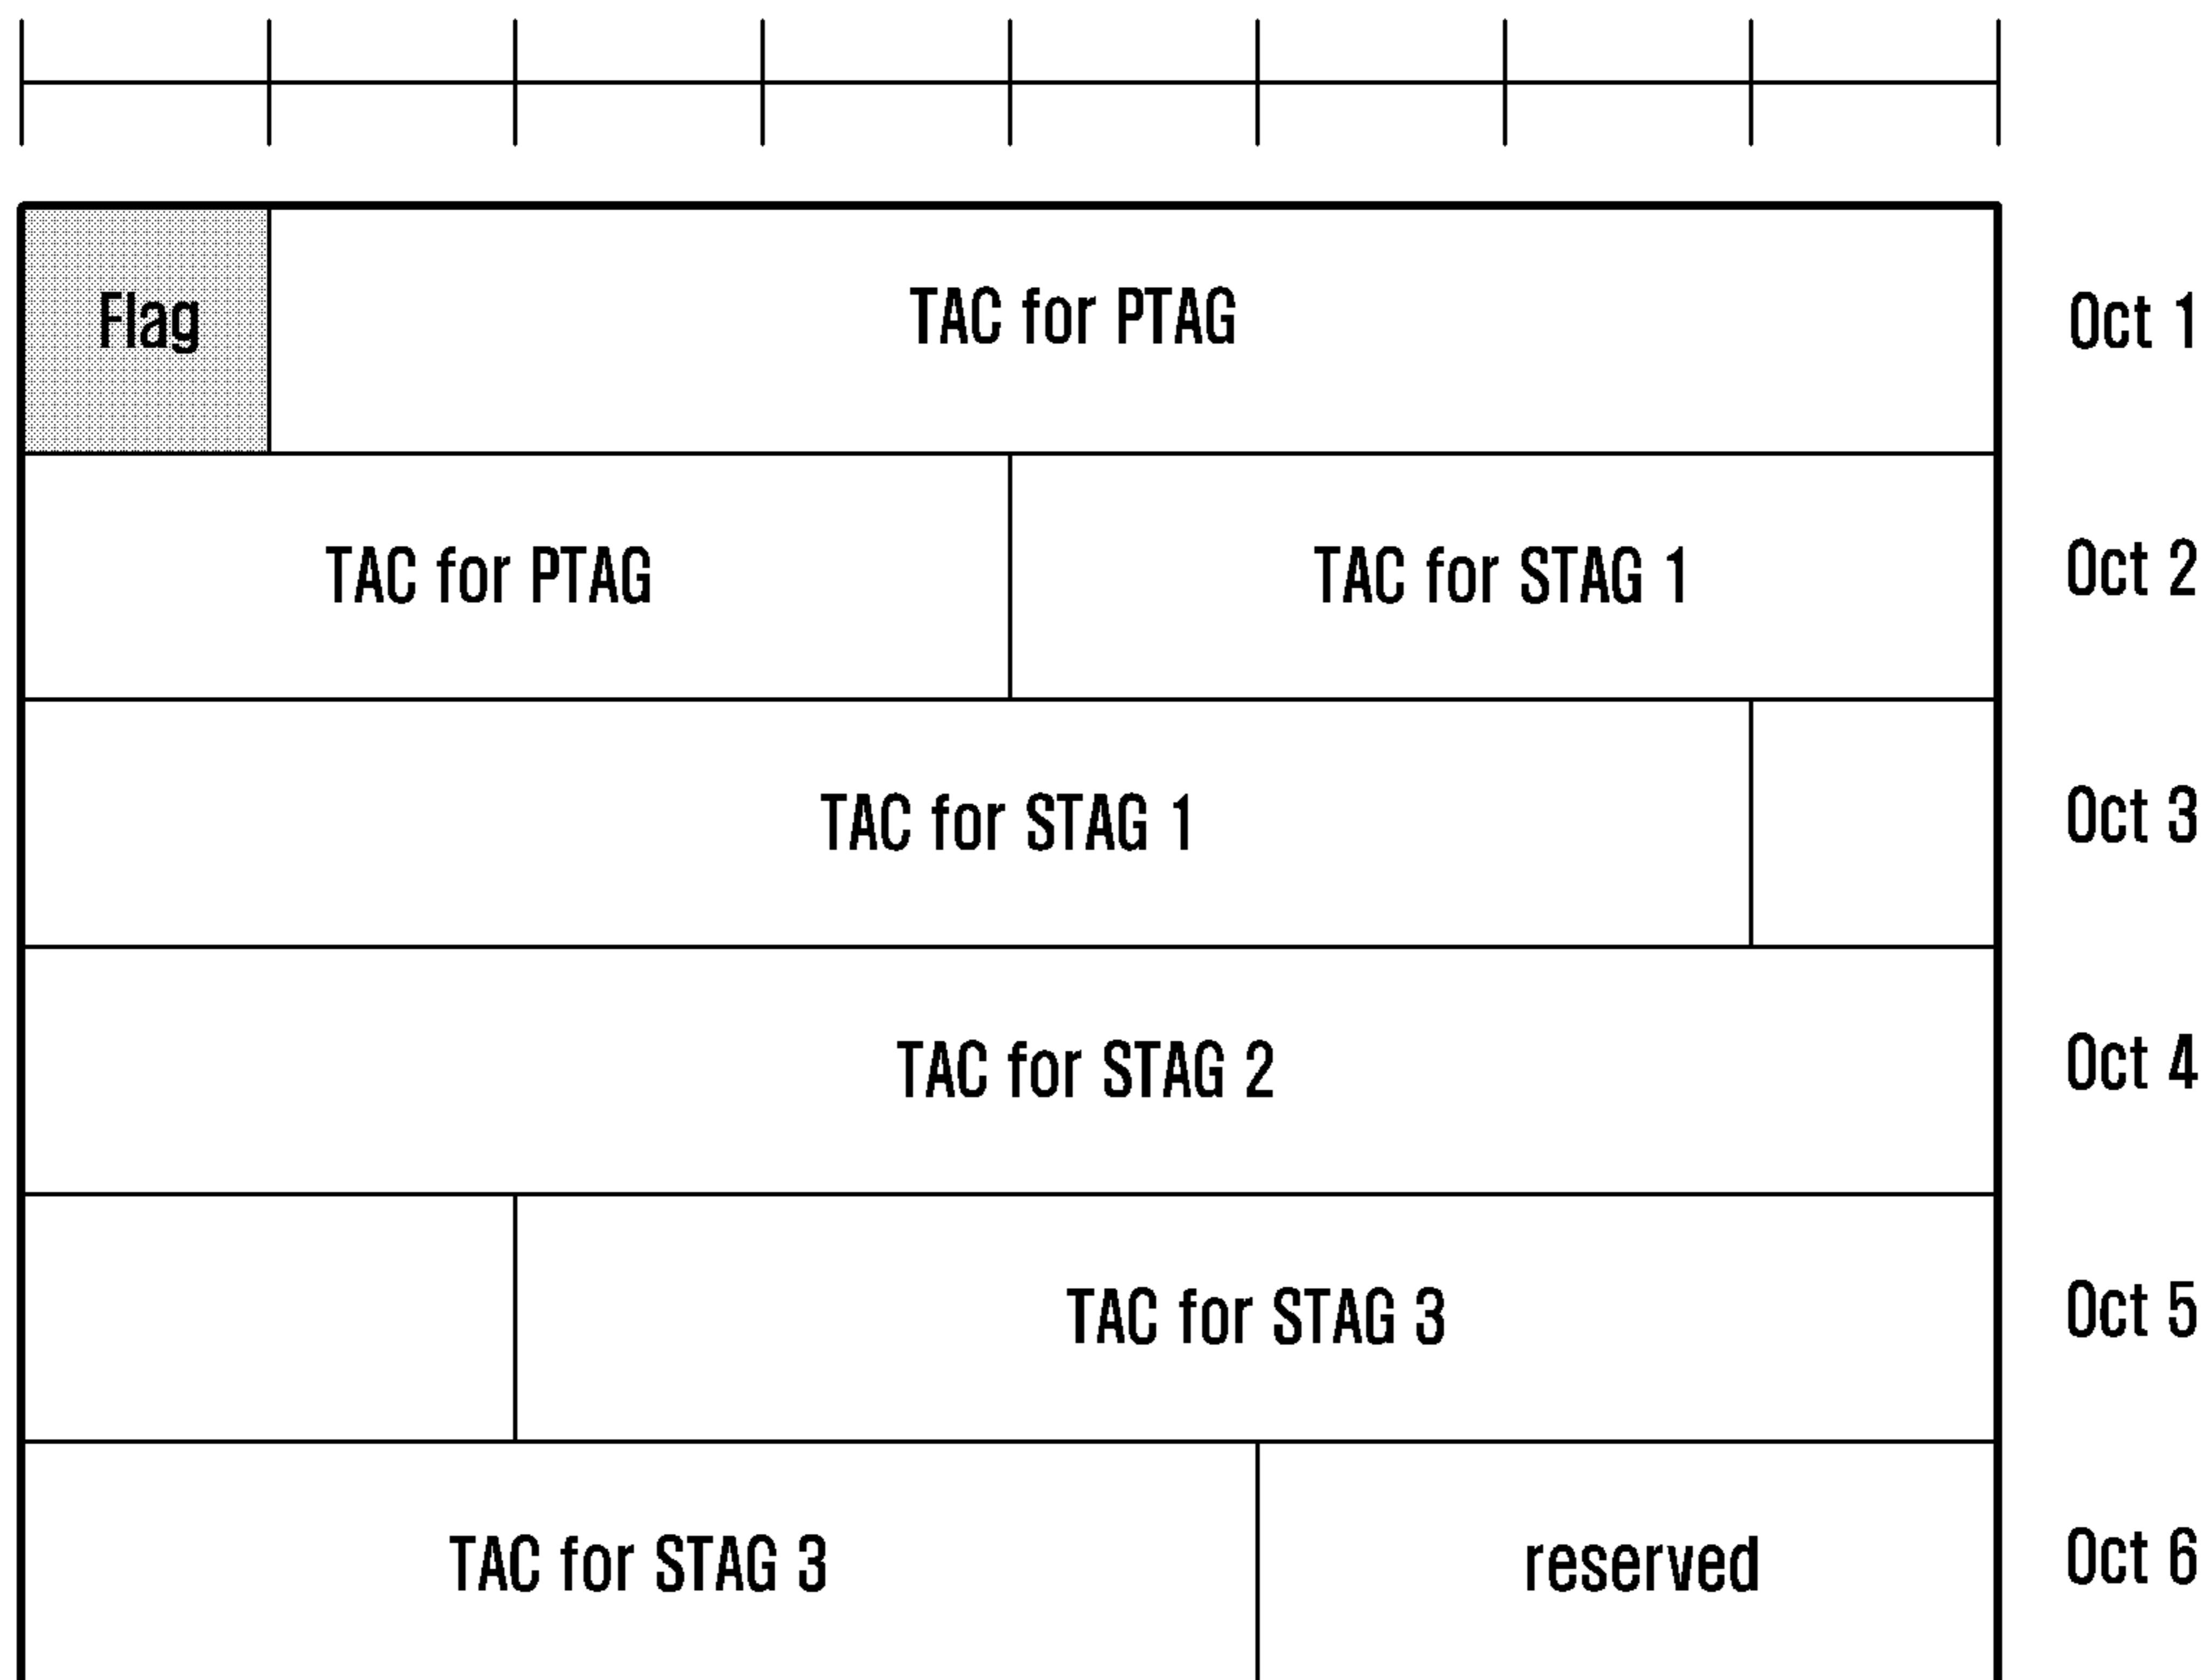 Flag TAC for PTAG Oct 1
TAC for PTAG TAC for STAG 1 Oct 2
TAC for STAG 1 Oct 3
TAC for STAG 2 Oct 4
TAC for STAG 3 Oct 5
TAC for STAG 3 reserved Oct 6